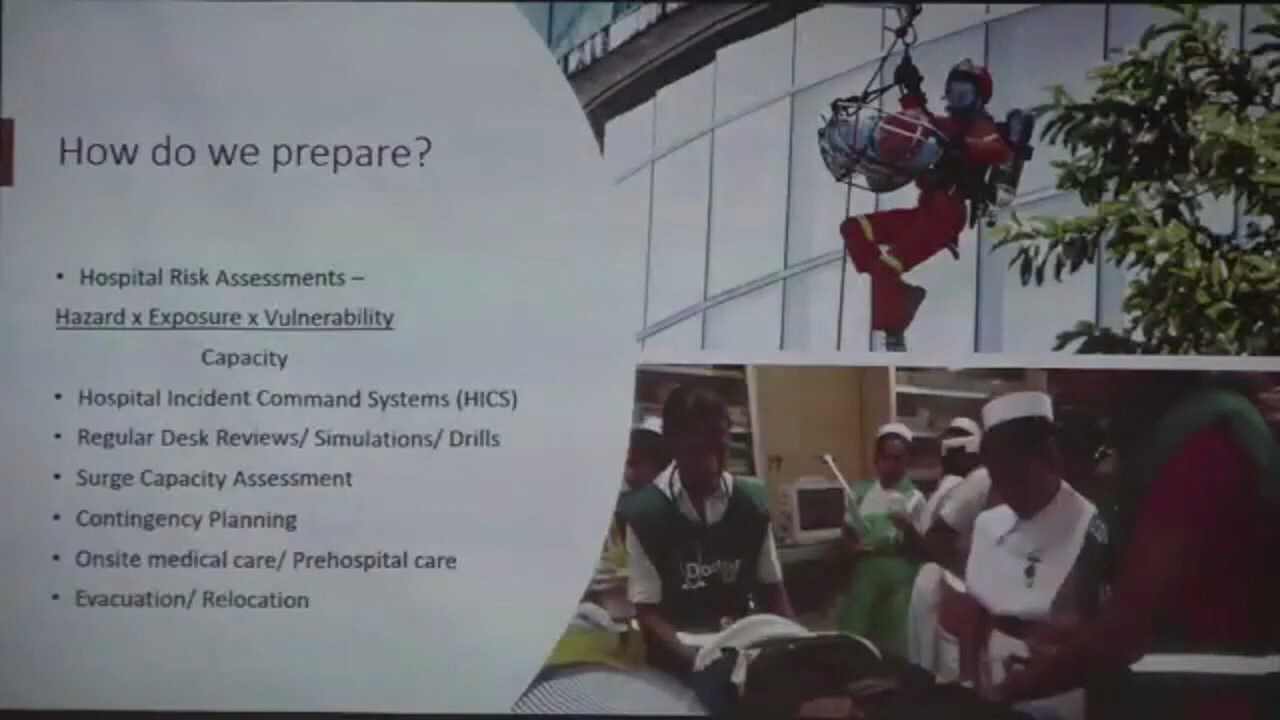 How do we prepare?
• Hospital Risk Assessments –
Hazard x Exposure x Vulnerability
Capacity
• Hospital Incident Command Systems (HICS)
• Regular Desk Reviews/ Simulations/ Drills
• Surge Capacity Assessment
• Contingency Planning
• Onsite medical care/ Prehospital care
• Evacuation/ Relocation
Doctor